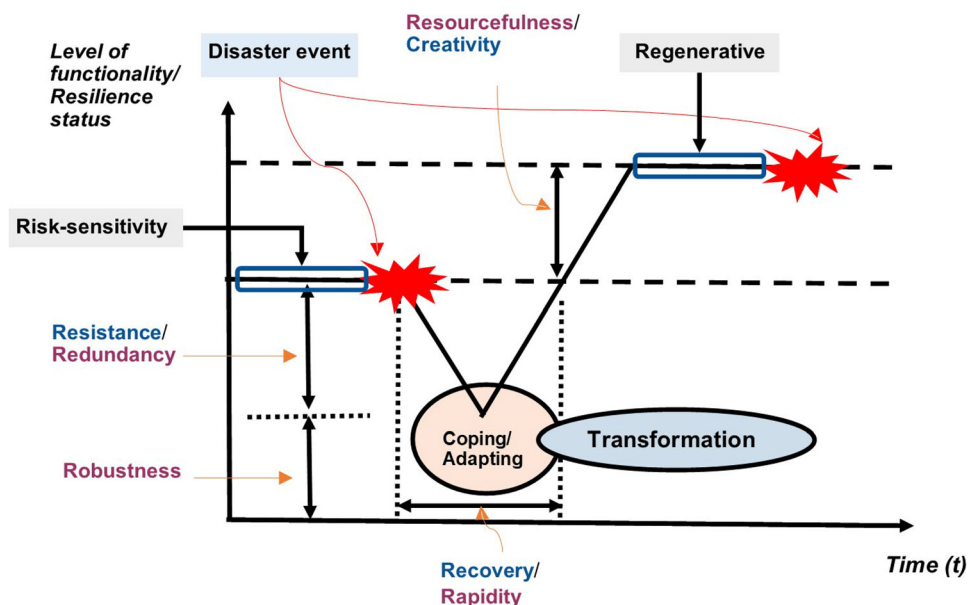 Resourcefulness/
Creativity
Level of
functionality/
Resilience
status
Disaster event
Regenerative
Risk-sensitivity
Resistance/
Redundancy
Coping/
Adapting
Transformation
Robustness
Time (t)
Recovery/
Rapidity